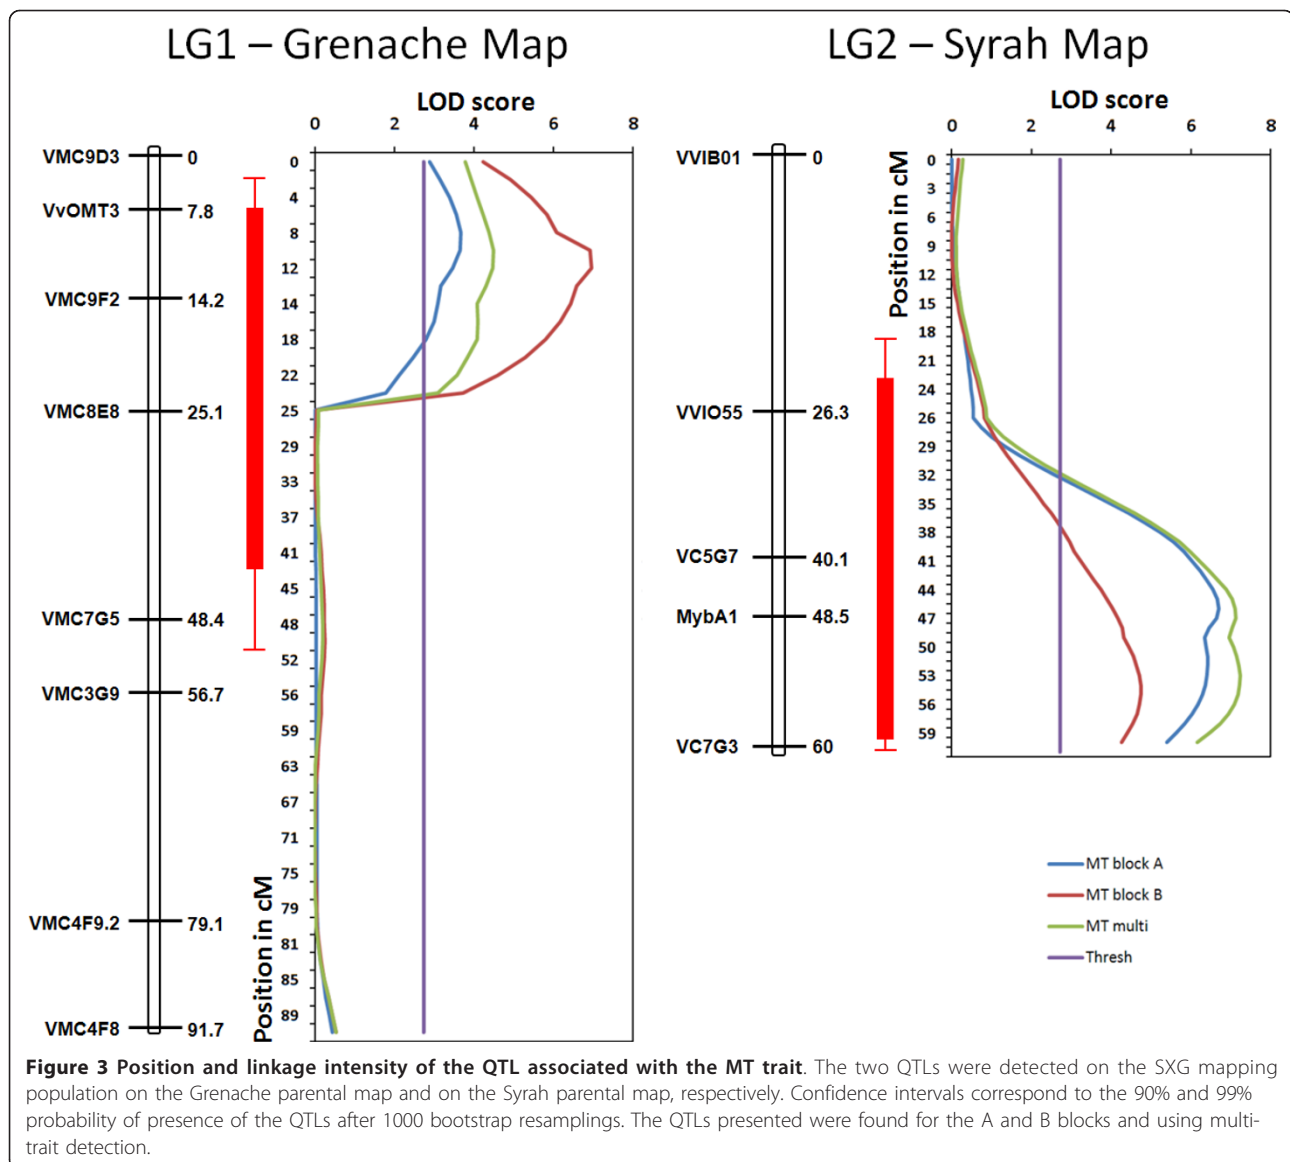 LG1 – Grenache Map
LOD score
0 2 4 6 8
VMC9D3 0
VvOMT3 7.8
VMC9F2 14.2
VMC8E8 25.1
VMC7G5 48.4
VMC3G9 56.7
VMC4F9.2 79.1
VMC4F8 91.7
Position in cM
0
4
8
12
14
18
22
25
29
33
37
41
45
48
52
56
59
63
67
71
75
79
81
85
89
LG2 – Syrah Map
LOD score
0 2 4 6 8
VVIB01 0
VVIO55 26.3
VC5G7 40.1
MybA1 48.5
VC7G3 60
Position in cM
0
3
6
9
12
15
18
21
24
26
29
32
35
38
41
44
47
50
53
56
59
MT block A
MT block B
MT multi
Thresh
Figure 3 Position and linkage intensity of the QTL associated with the MT trait. The two QTLs were detected on the SXG mapping
population on the Grenache parental map and on the Syrah parental map, respectively. Confidence intervals correspond to the 90% and 99%
probability of presence of the QTLs after 1000 bootstrap resamplings. The QTLs presented were found for the A and B blocks and using multi-
trait detection.